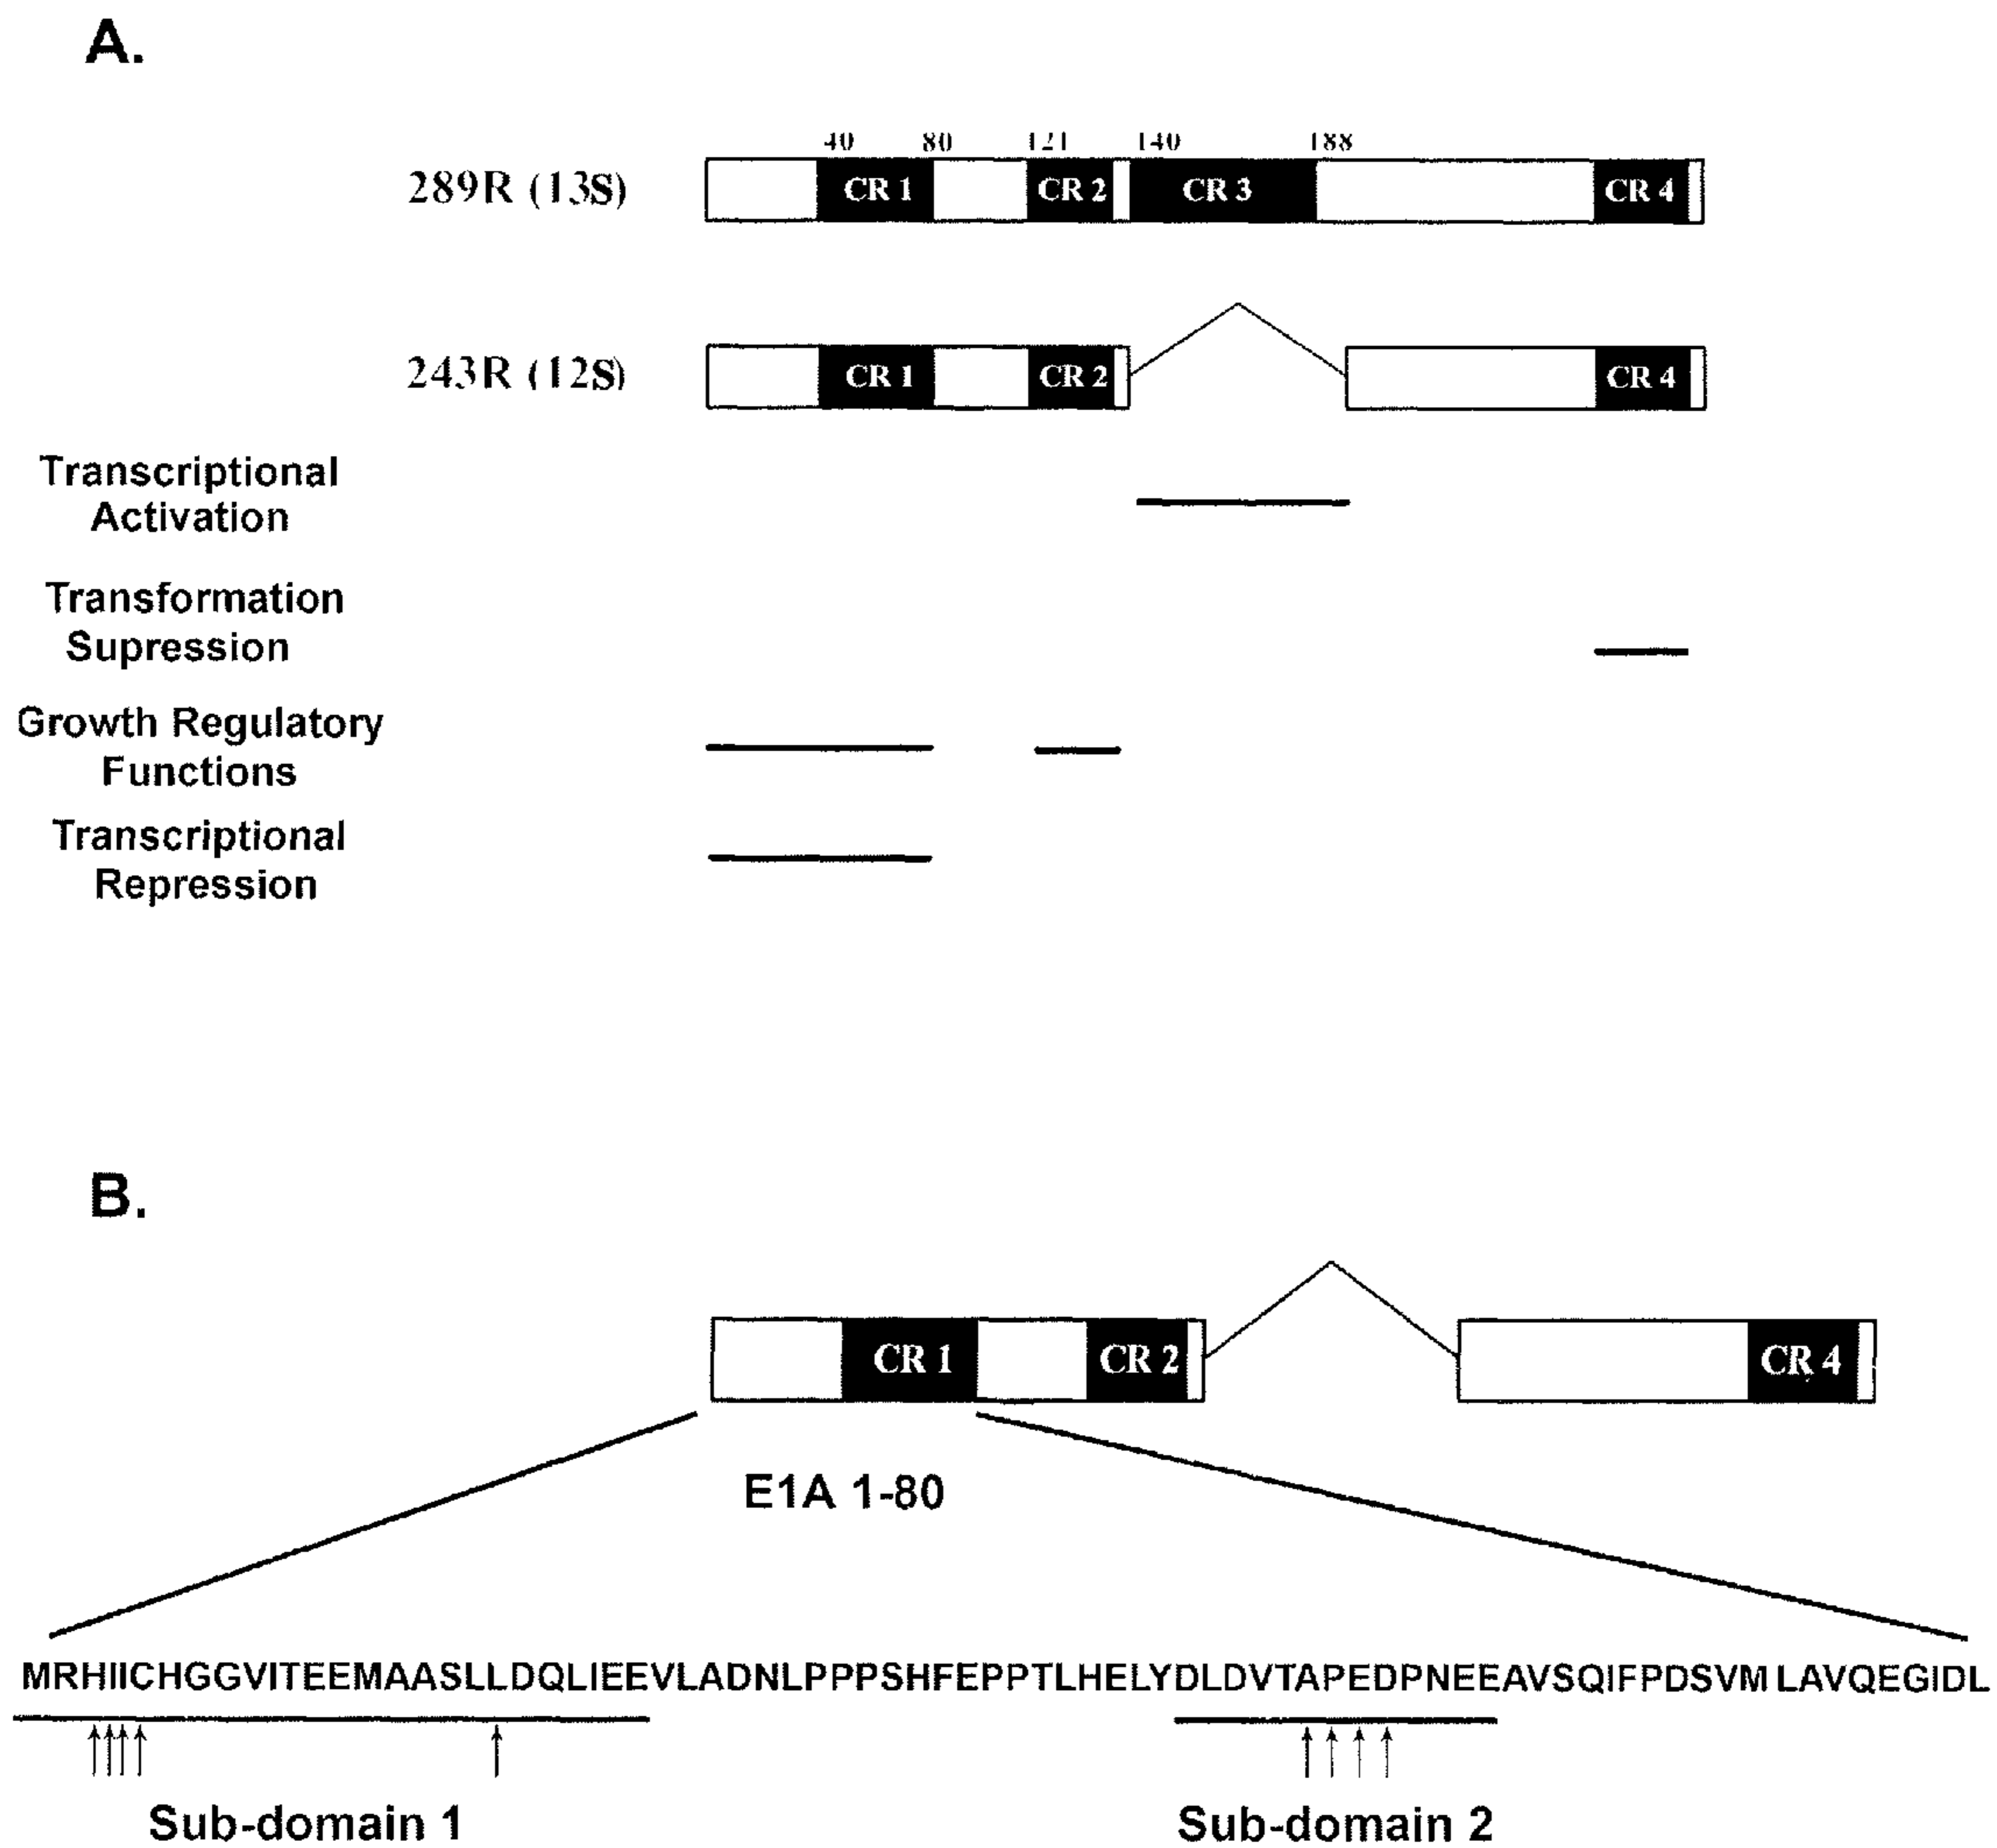 A.
40 80 121 140 188
289R (13S)
CR 1 CR 2 CR 3 CR 4
243R (12S)
CR 1 CR 2 CR 4
Transcriptional
Activation
Transformation
Supression
Growth Regulatory
Functions
Transcriptional
Repression
B.
CR 1 CR 2 CR 4
E1A 1-80
MRHIICHGGVITEEMAASLLDQLIEEVLADNLPPPSHFEPPTLHELYDLDVTAPEDPNEEAVSQIFPDSVM LAVQEGIDL
Sub-domain 1 Sub-domain 2